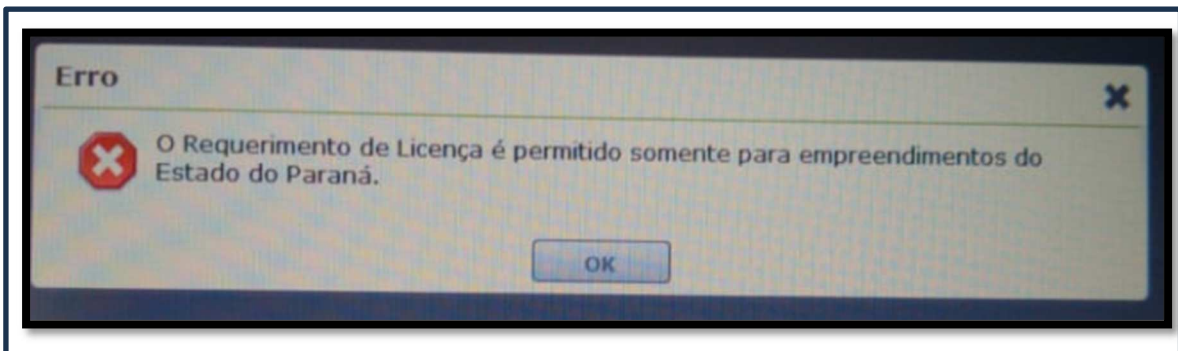 Erro
O Requerimento de Licença é permitido somente para empreendimentos do
Estado do Paraná.
OK